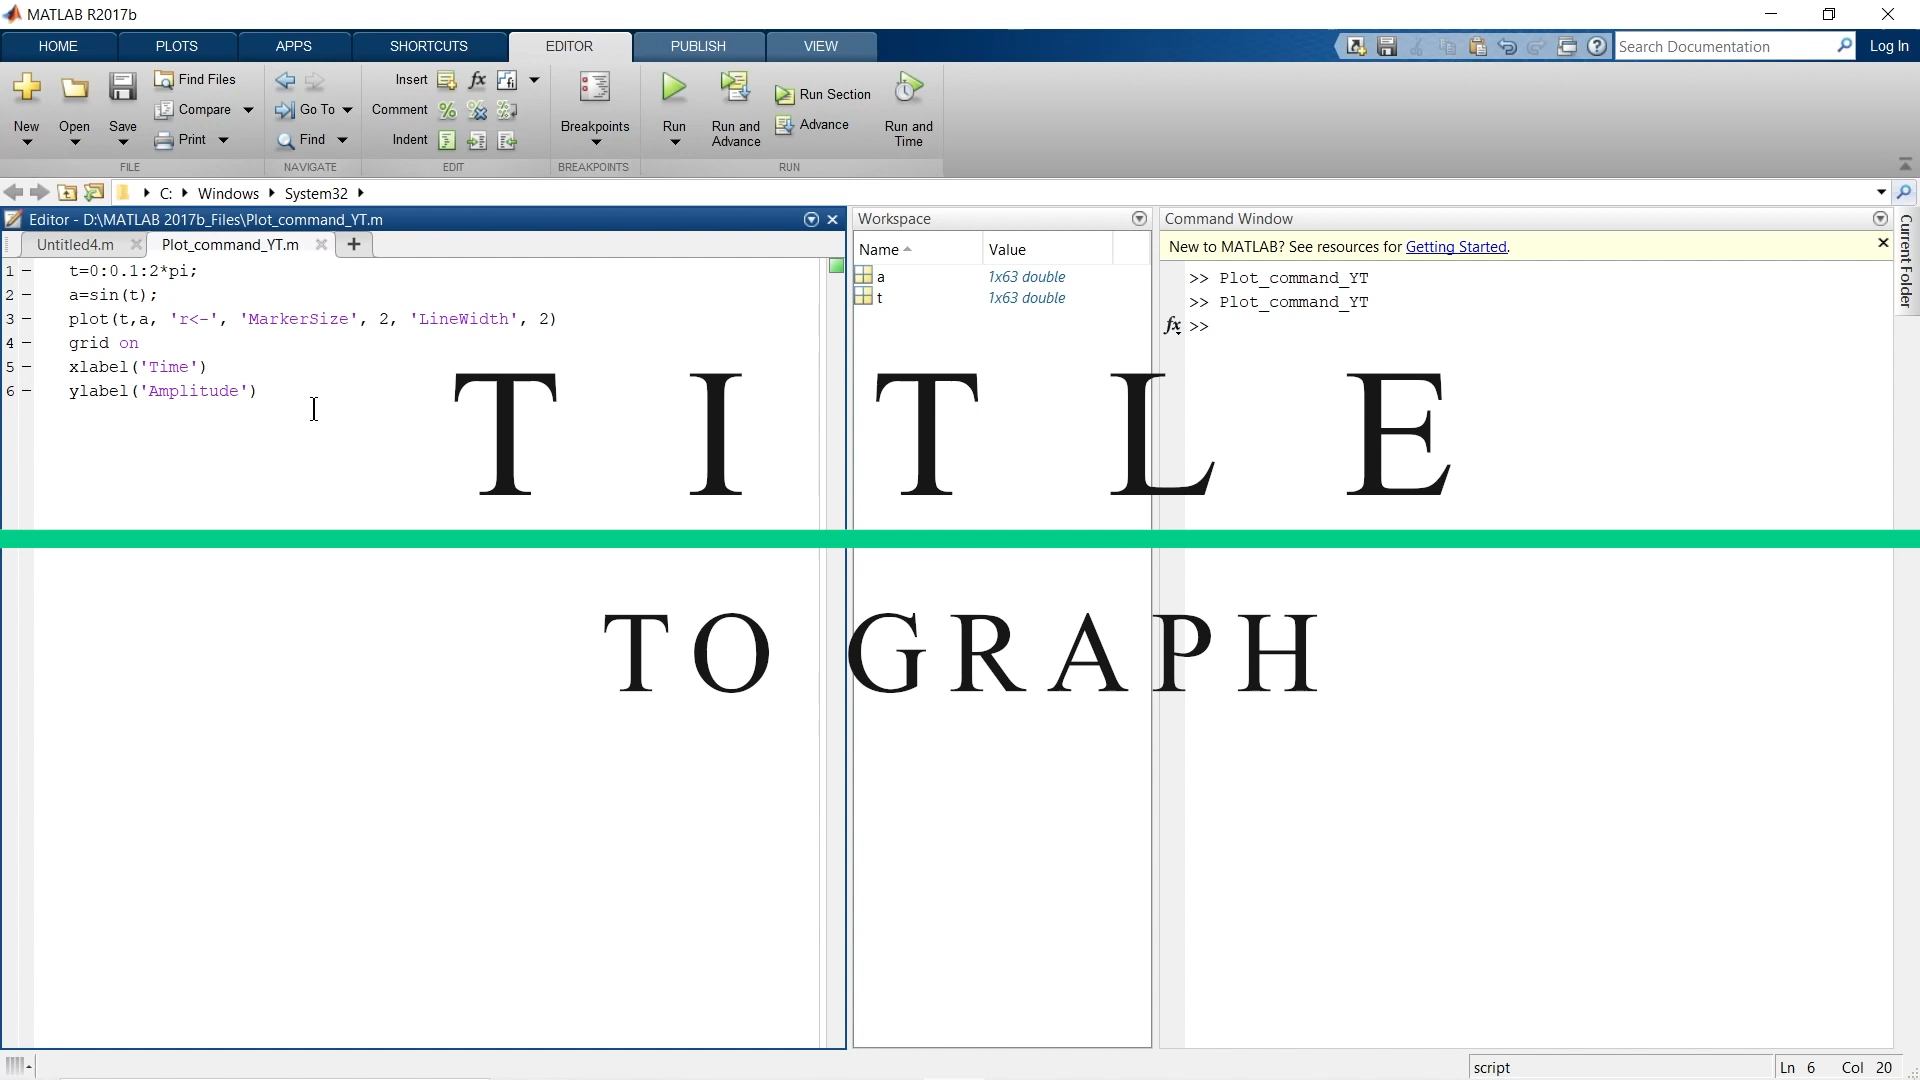 MATLAB R2017b
HOME PLOTS APPS SHORTCUTS EDITOR PUBLISH VIEW
Search Documentation Log In
Find Files Insert fx
Run Section
Compare Go To Comment
New Open Save Breakpoints Run Run and Advance Advance Run and Time
Print Find Indent
FILE NAVIGATE EDIT BREAKPOINTS RUN
C: Windows System32
Editor - D:\MATLAB 2017b_Files\Plot_command_YT.m
Untitled4.m Plot_command_YT.m
1 – t=0:0.1:2*pi;
2 – a=sin(t);
3 – plot(t,a, 'r<-', 'MarkerSize', 2, 'LineWidth', 2)
4 – grid on
5 – xlabel('Time')
6 – ylabel('Amplitude')
Workspace
Name Value
a 1x63 double
t 1x63 double
Command Window
New to MATLAB? See resources for Getting Started.
>> Plot_command_YT
>> Plot_command_YT
fx >>
Current Folder
TITLE
TO GRAPH
script Ln 6 Col 20